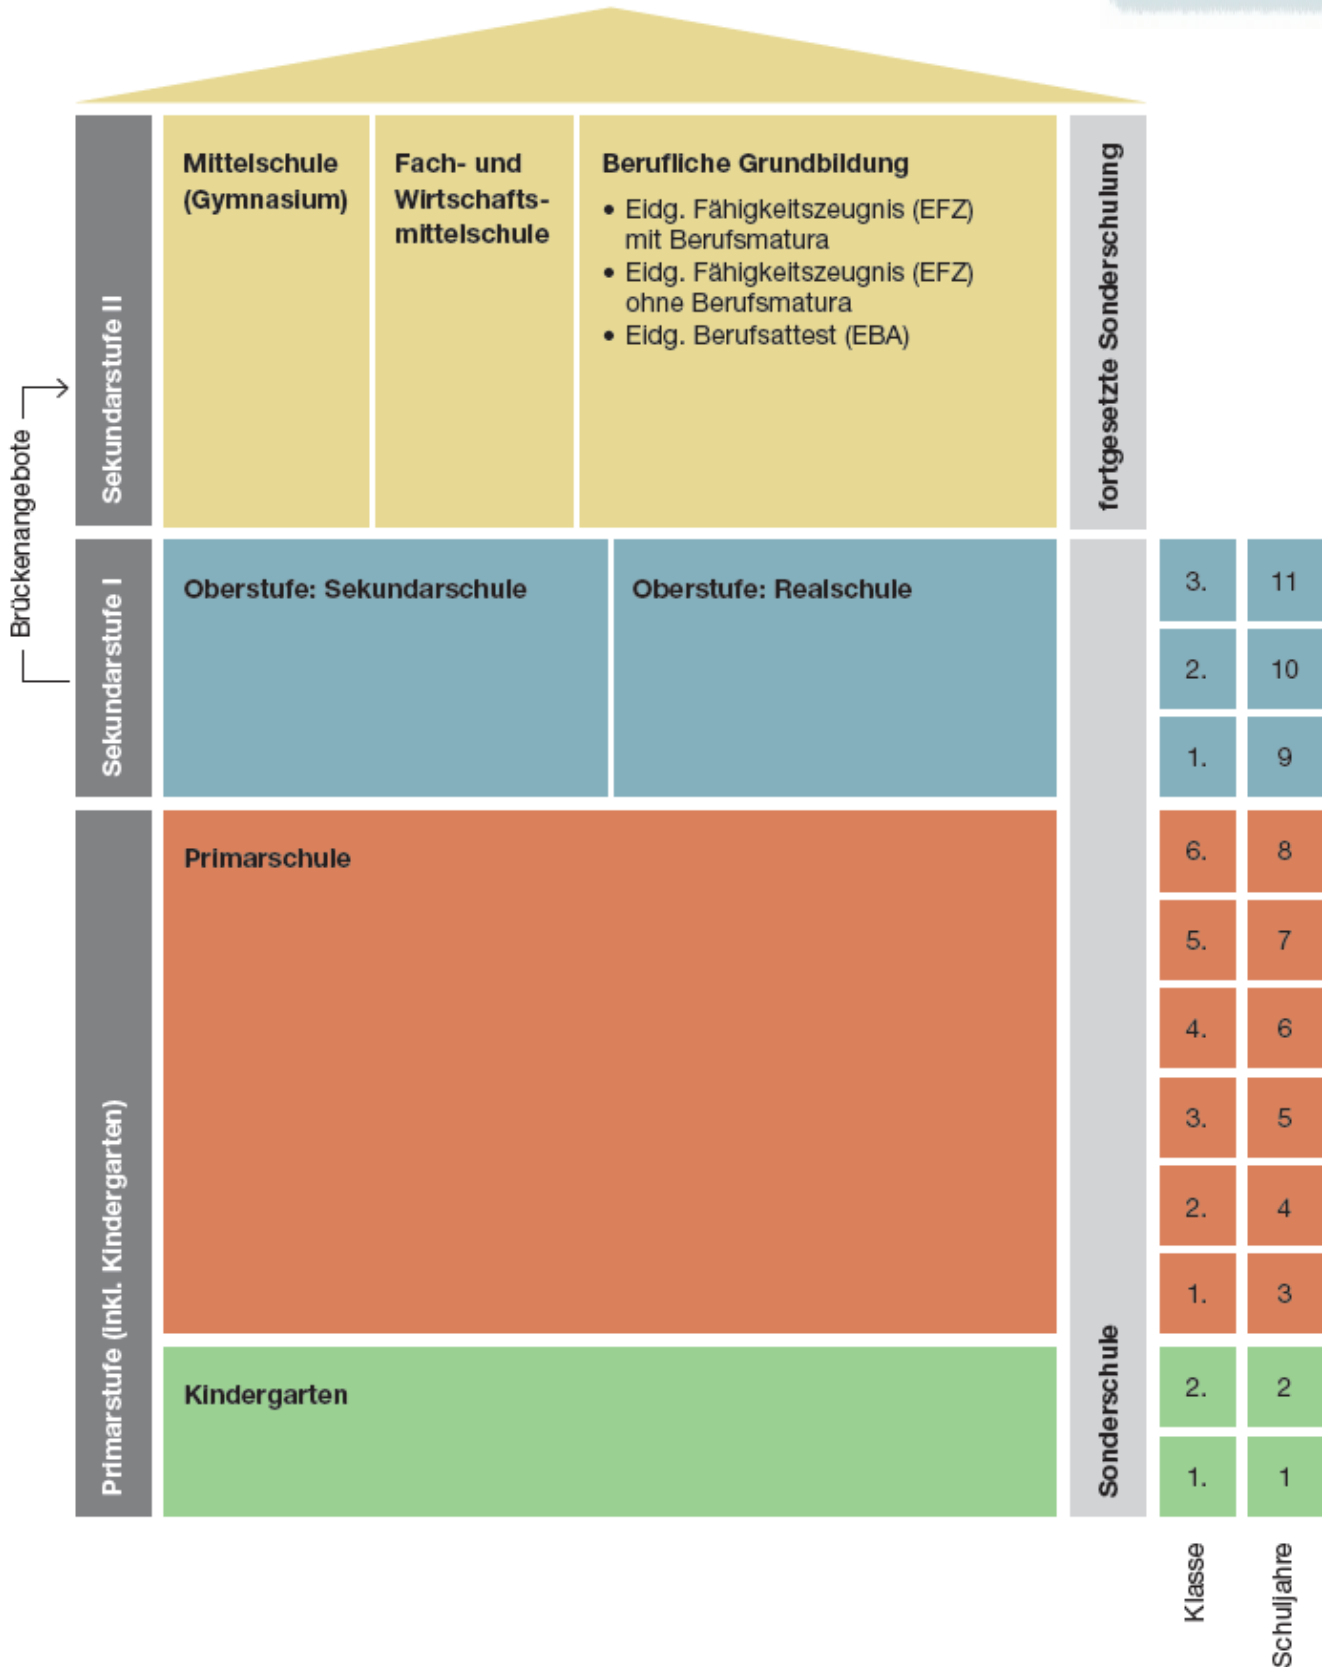 Mittelschule
(Gymnasium)
Fach- und
Wirtschafts-
mittelschule
Berufliche Grundbildung
• Eidg. Fähigkeitszeugnis (EFZ)
mit Berufsmatura
• Eidg. Fähigkeitszeugnis (EFZ)
ohne Berufsmatura
• Eidg. Berufsattest (EBA)
fortgesetzte Sonderschulung
Sekundarstufe II
Brückenangebote
Sekundarstufe I
Oberstufe: Sekundarschule
Oberstufe: Realschule
3. 11
2. 10
1. 9
Primarstufe (inkl. Kindergarten)
Primarschule
6. 8
5. 7
4. 6
3. 5
2. 4
1. 3
Kindergarten
Sonderschule
2. 2
1. 1
Klasse
Schuljahre